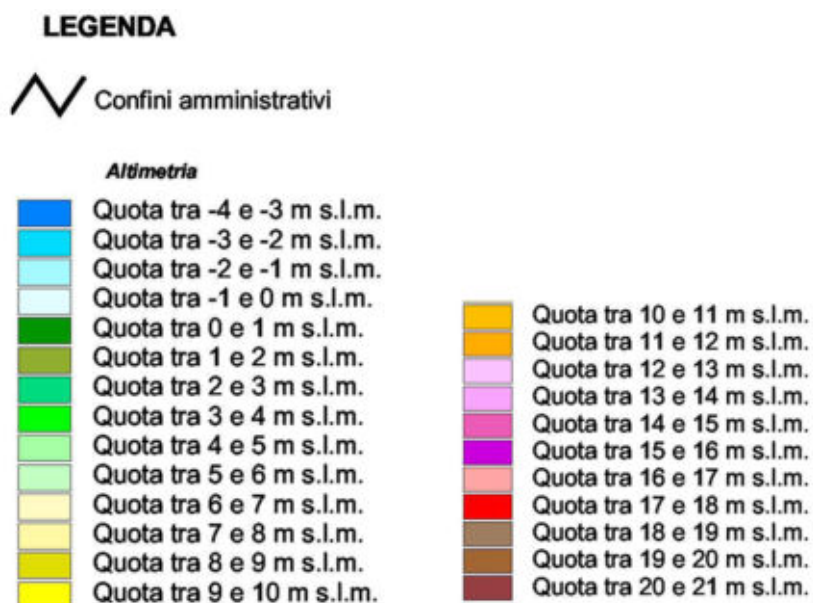 LEGENDA
Confini amministrativi
Altimetria
Quota tra -4 e -3 m s.l.m.
Quota tra -3 e -2 m s.l.m.
Quota tra -2 e -1 m s.l.m.
Quota tra -1 e 0 m s.l.m.
Quota tra 0 e 1 m s.l.m.
Quota tra 1 e 2 m s.l.m.
Quota tra 2 e 3 m s.l.m.
Quota tra 3 e 4 m s.l.m.
Quota tra 4 e 5 m s.l.m.
Quota tra 5 e 6 m s.l.m.
Quota tra 6 e 7 m s.l.m.
Quota tra 7 e 8 m s.l.m.
Quota tra 8 e 9 m s.l.m.
Quota tra 9 e 10 m s.l.m.
Quota tra 10 e 11 m s.l.m.
Quota tra 11 e 12 m s.l.m.
Quota tra 12 e 13 m s.l.m.
Quota tra 13 e 14 m s.l.m.
Quota tra 14 e 15 m s.l.m.
Quota tra 15 e 16 m s.l.m.
Quota tra 16 e 17 m s.l.m.
Quota tra 17 e 18 m s.l.m.
Quota tra 18 e 19 m s.l.m.
Quota tra 19 e 20 m s.l.m.
Quota tra 20 e 21 m s.l.m.